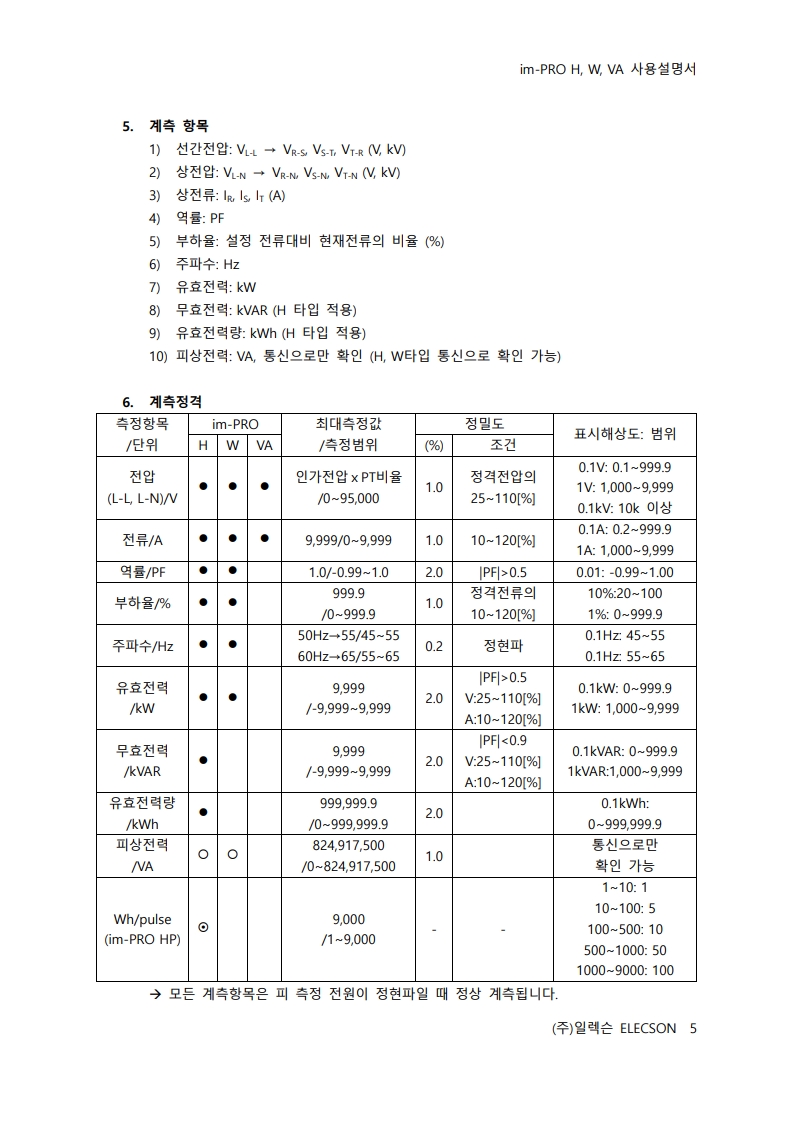 im-PRO H, W, VA 사용설명서
5. 계측 항목
1) 선간전압: VL-L → VR-S, VS-T, VT-R (V, kV)
2) 상전압: VL-N → VR-N, VS-N, VT-N (V, kV)
3) 상전류: IR, IS, IT (A)
4) 역률: PF
5) 부하율: 설정 전류대비 현재전류의 비율 (%)
6) 주파수: Hz
7) 유효전력: kW
8) 무효전력: kVAR (H 타입 적용)
9) 유효전력량: kWh (H 타입 적용)
10) 피상전력: VA, 통신으로만 확인 (H, W타입 통신으로 확인 가능)
6. 계측정격
측정항목 im-PRO 최대측정값 정밀도 표시해상도: 범위
/단위 H W VA /측정범위 (%) 조건
전압 인가전압 x PT비율 정격전압의 0.1V: 0.1~999.9
(L-L, L-N)/V ● ● ● /0~95,000 1.0 25~110[%] 1V: 1,000~9,999
0.1kV: 10k 이상
전류/A ● ● ● 9,999/0~9,999 1.0 10~120[%] 0.1A: 0.2~999.9
1A: 1,000~9,999
역률/PF ● ● 1.0/-0.99~1.0 2.0 |PF|>0.5 0.01: -0.99~1.00
부하율/% ● ● 999.9 1.0 정격전류의 10%:20~100
/0~999.9 10~120[%] 1%: 0~999.9
주파수/Hz ● ● 50Hz→55/45~55 0.2 정현파 0.1Hz: 45~55
60Hz→65/55~65 0.1Hz: 55~65
유효전력 ● ● 9,999 2.0 |PF|>0.5 0.1kW: 0~999.9
/kW /-9,999~9,999 V:25~110[%] 1kW: 1,000~9,999
A:10~120[%]
무효전력 ● 9,999 2.0 |PF|<0.9 0.1kVAR: 0~999.9
/kVAR /-9,999~9,999 V:25~110[%] 1kVAR:1,000~9,999
A:10~120[%]
유효전력량 ● 999,999.9 2.0 0.1kWh:
/kWh /0~999,999.9 0~999,999.9
피상전력 ○ ○ 824,917,500 1.0 통신으로만
/VA /0~824,917,500 확인 가능
Wh/pulse ⊙ 9,000 - - 1~10: 1
(im-PRO HP) /1~9,000 10~100: 5
100~500: 10
500~1000: 50
1000~9000: 100
→ 모든 계측항목은 피 측정 전원이 정현파일 때 정상 계측됩니다.
(주)일렉슨 ELECSON 5